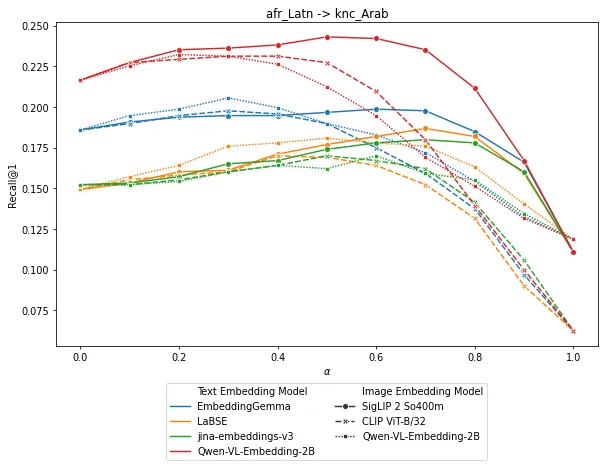 afr_Latn -> knc_Arab
Recall@1
0.250
0.225
0.200
0.175
0.150
0.125
0.100
0.075
0.0 0.2 0.4 0.6 0.8 1.0
α
Text Embedding Model
EmbeddingGemma
LaBSE
jina-embeddings-v3
Qwen-VL-Embedding-2B
Image Embedding Model
SigLIP 2 So400m
CLIP ViT-B/32
Qwen-VL-Embedding-2B